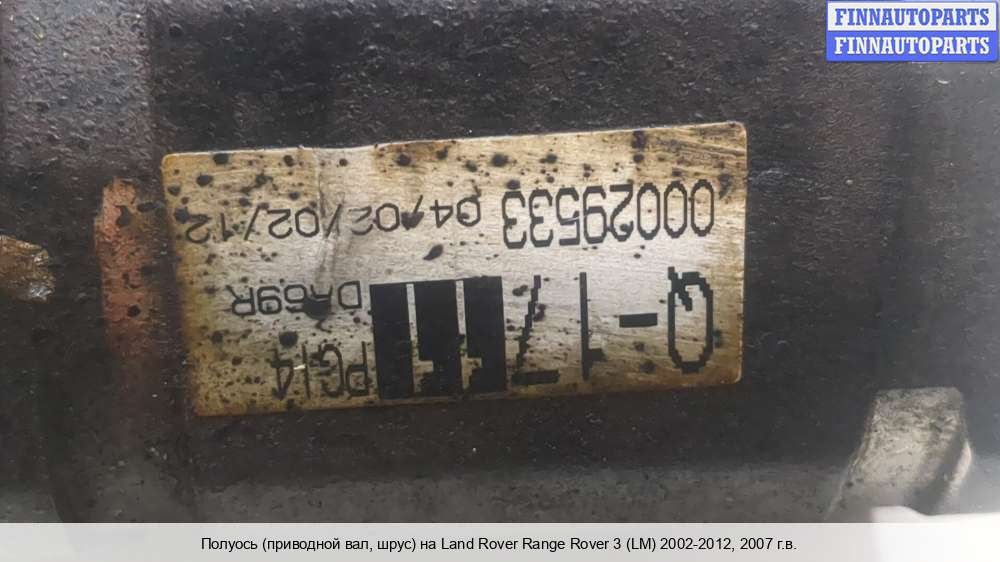 FINNAUTOPARTS
FINNAUTOPARTS
Q-17 PG14
DA69R
00029533 04/02/02/12
Полуось (приводной вал, шрус) на Land Rover Range Rover 3 (LM) 2002-2012, 2007 г.в.